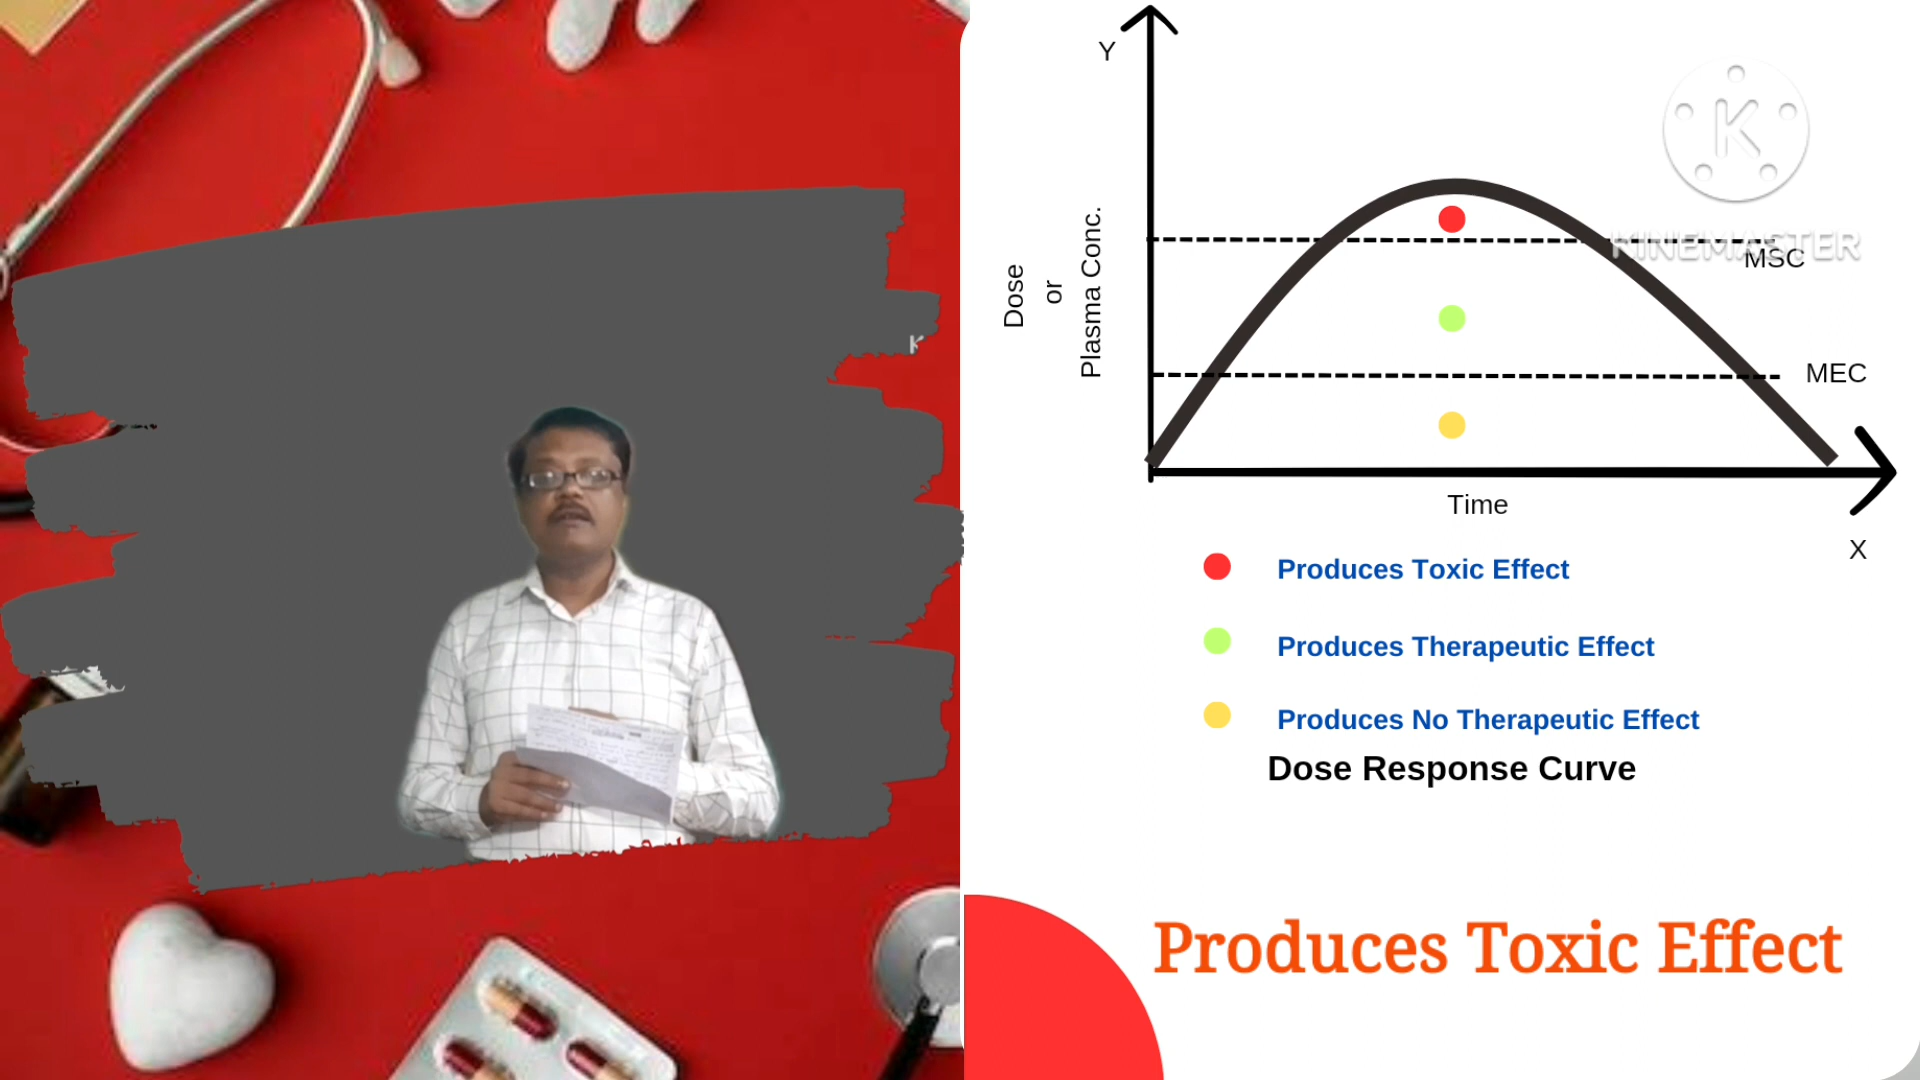 Y
K
KINEMASTER
MSC
Dose
or
Plasma Conc.
MEC
Time
X
Produces Toxic Effect
Produces Therapeutic Effect
Produces No Therapeutic Effect
Dose Response Curve
Produces Toxic Effect